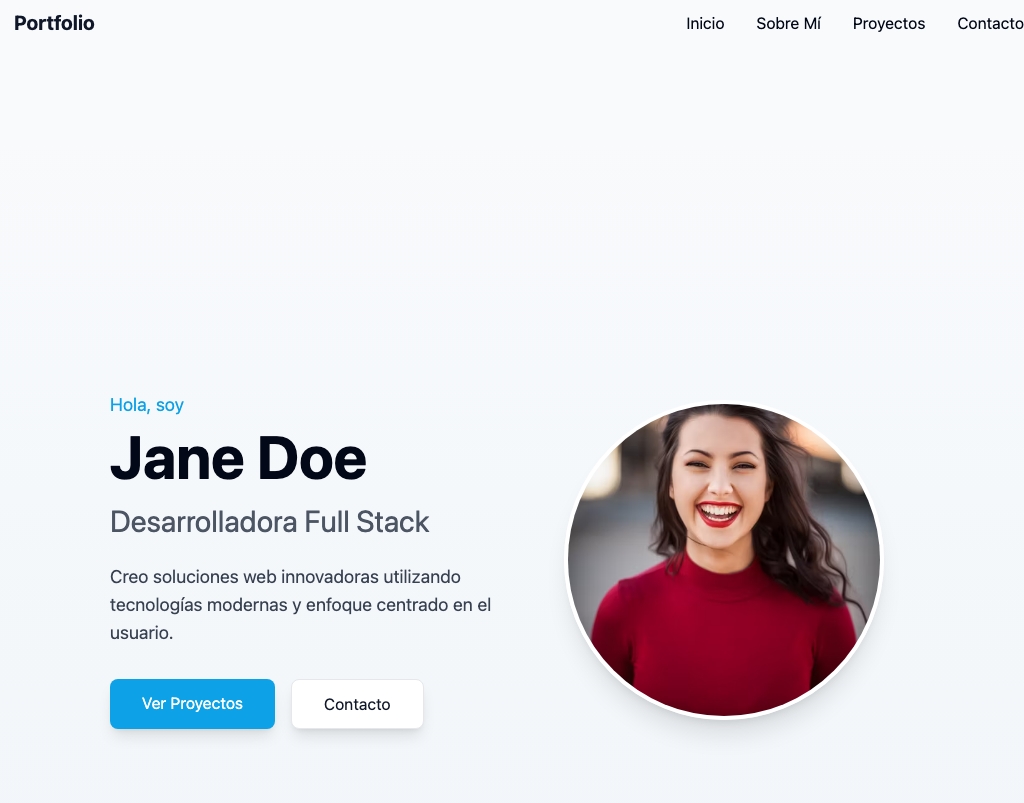 Portfolio
Inicio Sobre Mí Proyectos Contacto
Hola, soy
Jane Doe
Desarrolladora Full Stack
Creo soluciones web innovadoras utilizando
tecnologías modernas y enfoque centrado en el
usuario.
Ver Proyectos
Contacto